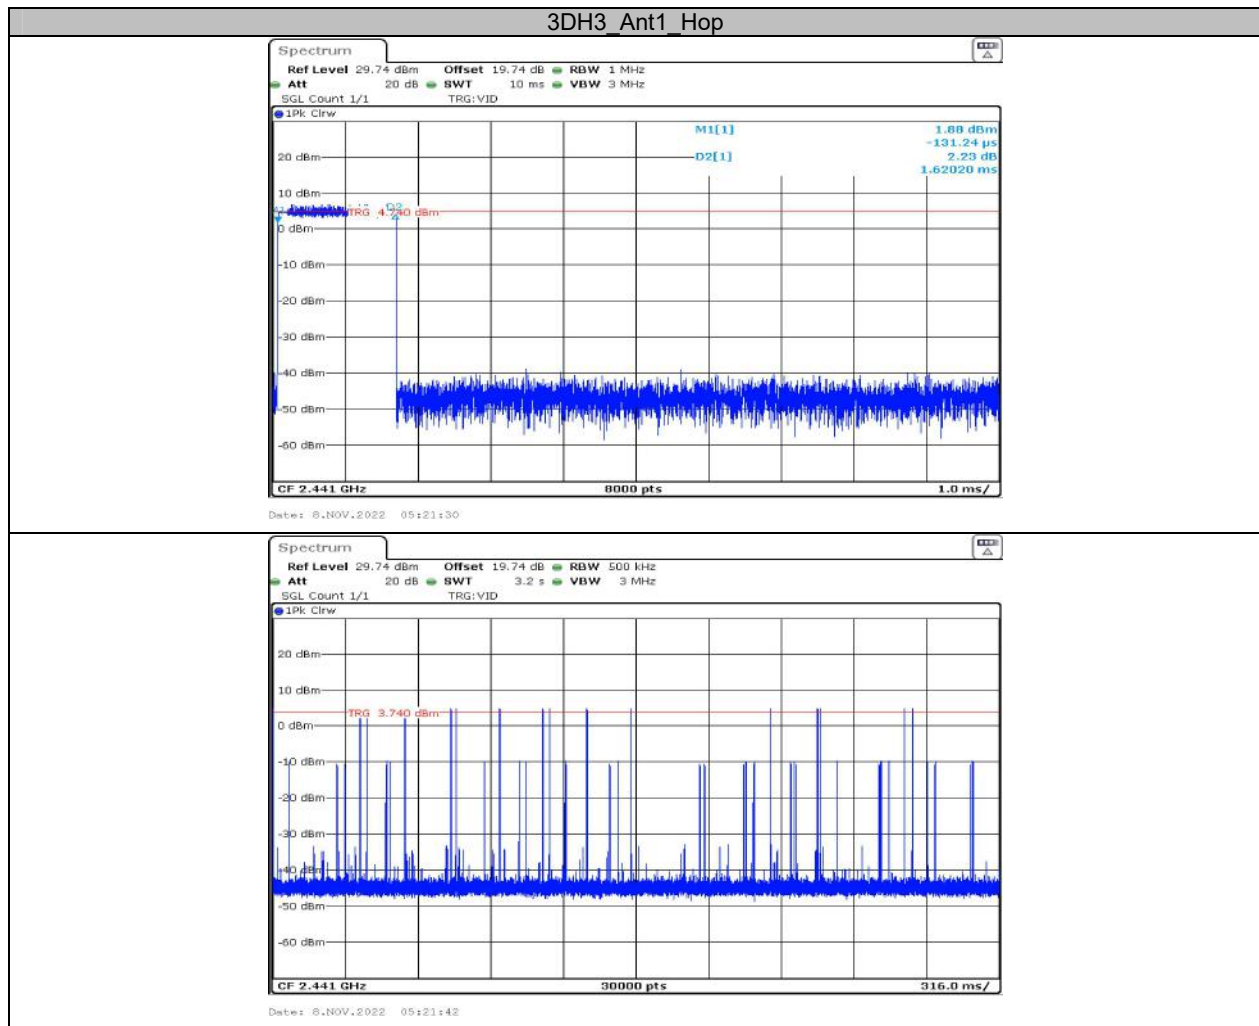 3DH3_Ant1_Hop
Spectrum
Ref Level 29.74 dBm Offset 19.74 dB RBW 1 MHz
Att 20 dB SWT 10 ms VBW 3 MHz
SGL Count 1/1 TRG:VID
1Pk Clrw
M1[1] 1.88 dBm
-131.24 µs
20 dBm
D2[1] 2.23 dB
1.62020 ms
10 dBm
D2
TRG 4.740 dBm
0 dBm
-10 dBm
-20 dBm
-30 dBm
-40 dBm
-50 dBm
-60 dBm
CF 2.441 GHz 8000 pts 1.0 ms/
Date: 8.NOV.2022 05:21:30
Spectrum
Ref Level 29.74 dBm Offset 19.74 dB RBW 500 kHz
Att 20 dB SWT 3.2 s VBW 3 MHz
SGL Count 1/1 TRG:VID
1Pk Clrw
20 dBm
10 dBm
TRG 3.740 dBm
0 dBm
-10 dBm
-20 dBm
-30 dBm
-40 dBm
-50 dBm
-60 dBm
CF 2.441 GHz 30000 pts 316.0 ms/
Date: 8.NOV.2022 05:21:42